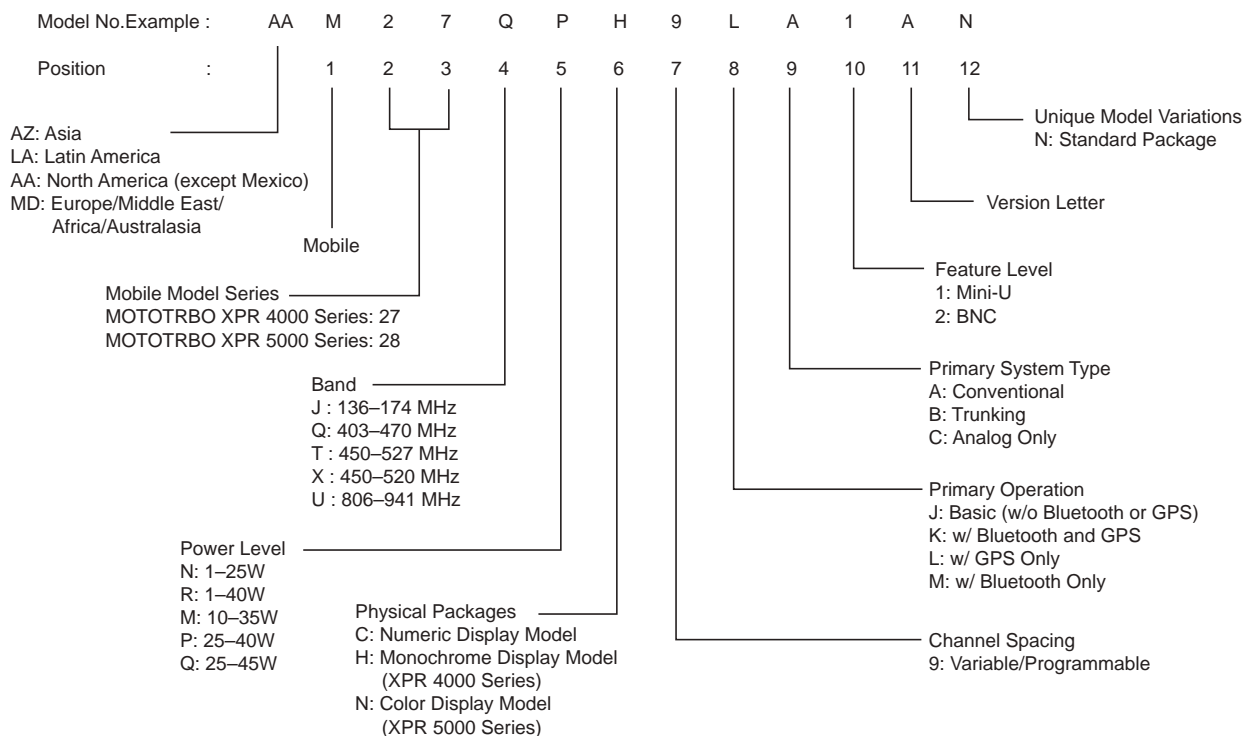 Model No.Example : AA M 2 7 Q P H 9 L A 1 A N
Position : 1 2 3 4 5 6 7 8 9 10 11 12
AZ: Asia
LA: Latin America
AA: North America (except Mexico)
MD: Europe/Middle East/
Africa/Australasia
Mobile
Mobile Model Series
MOTOTRBO XPR 4000 Series: 27
MOTOTRBO XPR 5000 Series: 28
Band
J : 136–174 MHz
Q: 403–470 MHz
T : 450–527 MHz
X : 450–520 MHz
U : 806–941 MHz
Power Level
N: 1–25W
R: 1–40W
M: 10–35W
P: 25–40W
Q: 25–45W
Physical Packages
C: Numeric Display Model
H: Monochrome Display Model
(XPR 4000 Series)
N: Color Display Model
(XPR 5000 Series)
Unique Model Variations
N: Standard Package
Version Letter
Feature Level
1: Mini-U
2: BNC
Primary System Type
A: Conventional
B: Trunking
C: Analog Only
Primary Operation
J: Basic (w/o Bluetooth or GPS)
K: w/ Bluetooth and GPS
L: w/ GPS Only
M: w/ Bluetooth Only
Channel Spacing
9: Variable/Programmable